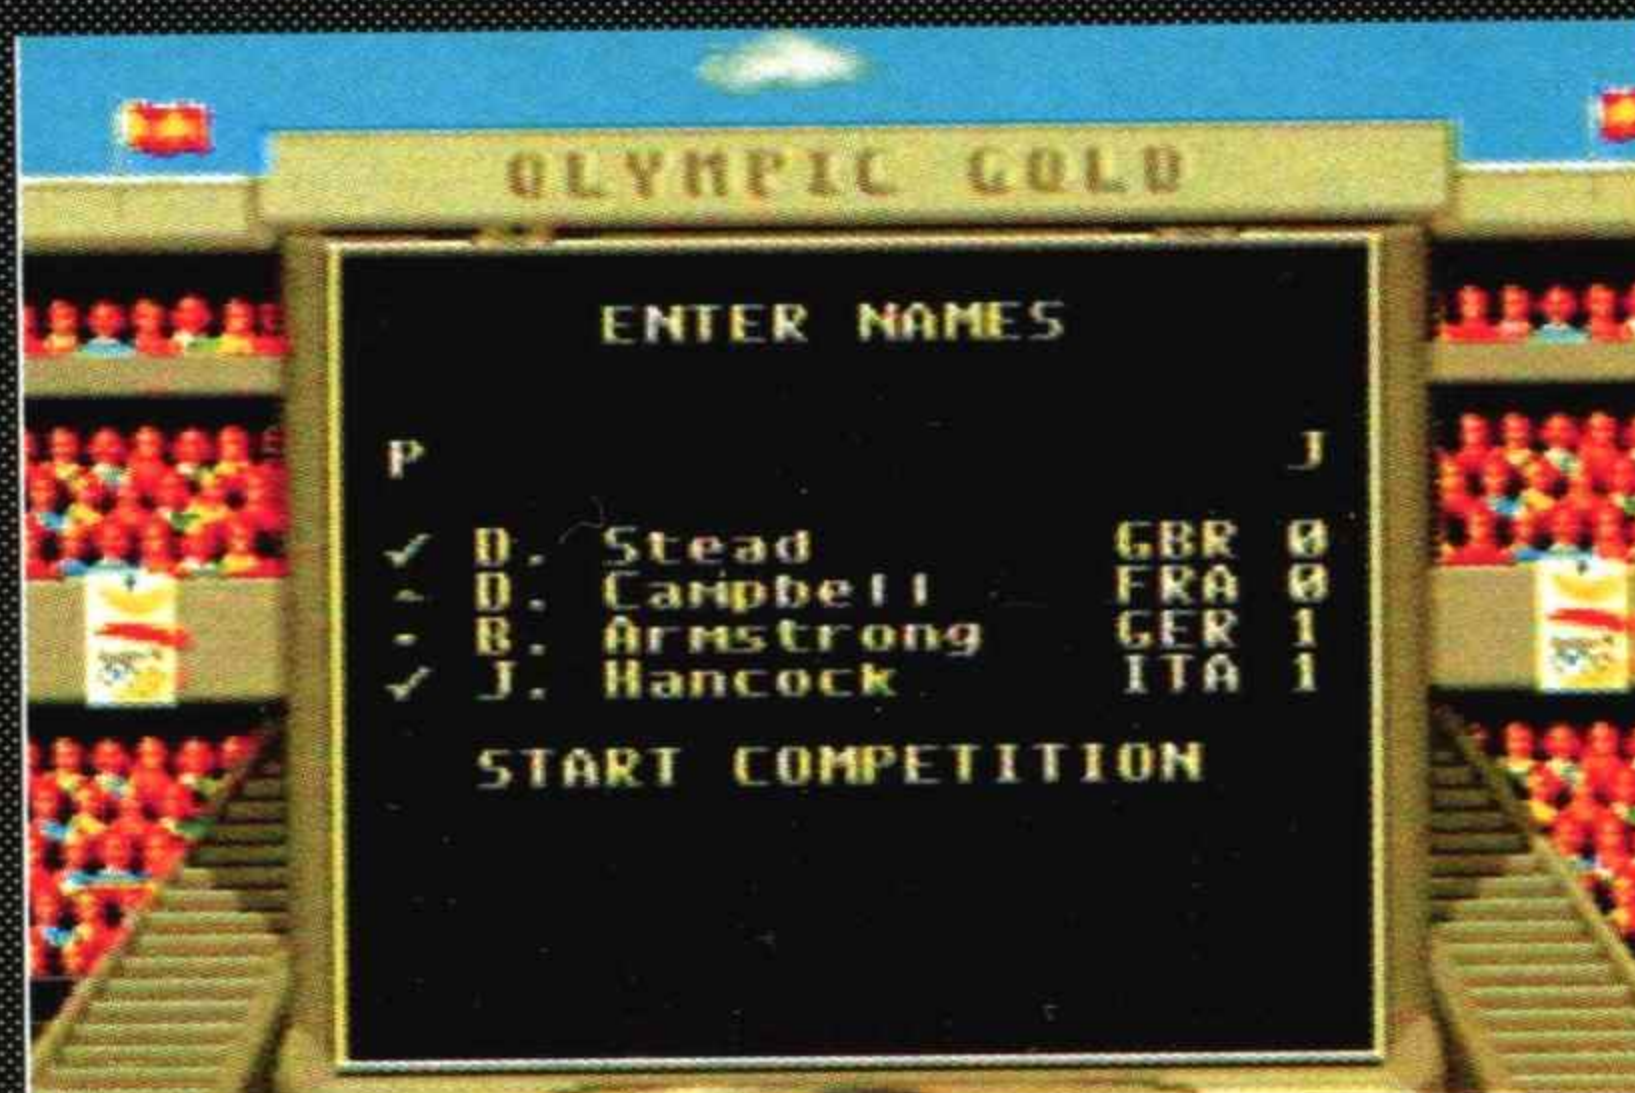 OLYMPIC GOLD
ENTER NAMES
P J
✓ D. Stead GBR 0
- D. Campbell FRA 0
- B. Armstrong GER 1
✓ J. Hancock ITA 1
START COMPETITION